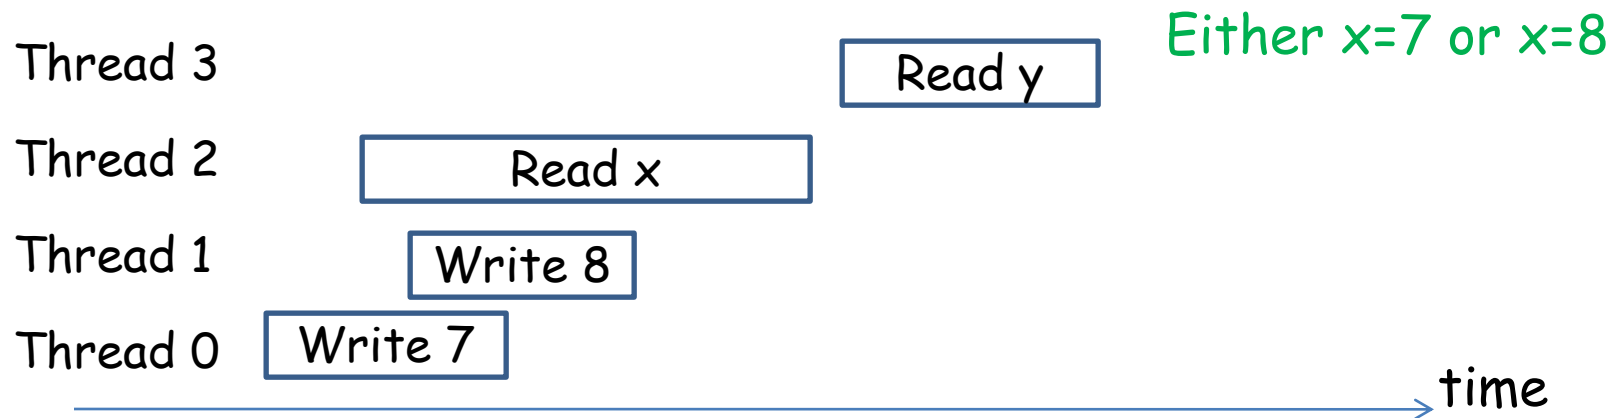 Either x=7 or x=8
Thread 3
Read y
Thread 2
Read x
Thread 1
Write 8
Thread 0
Write 7
time